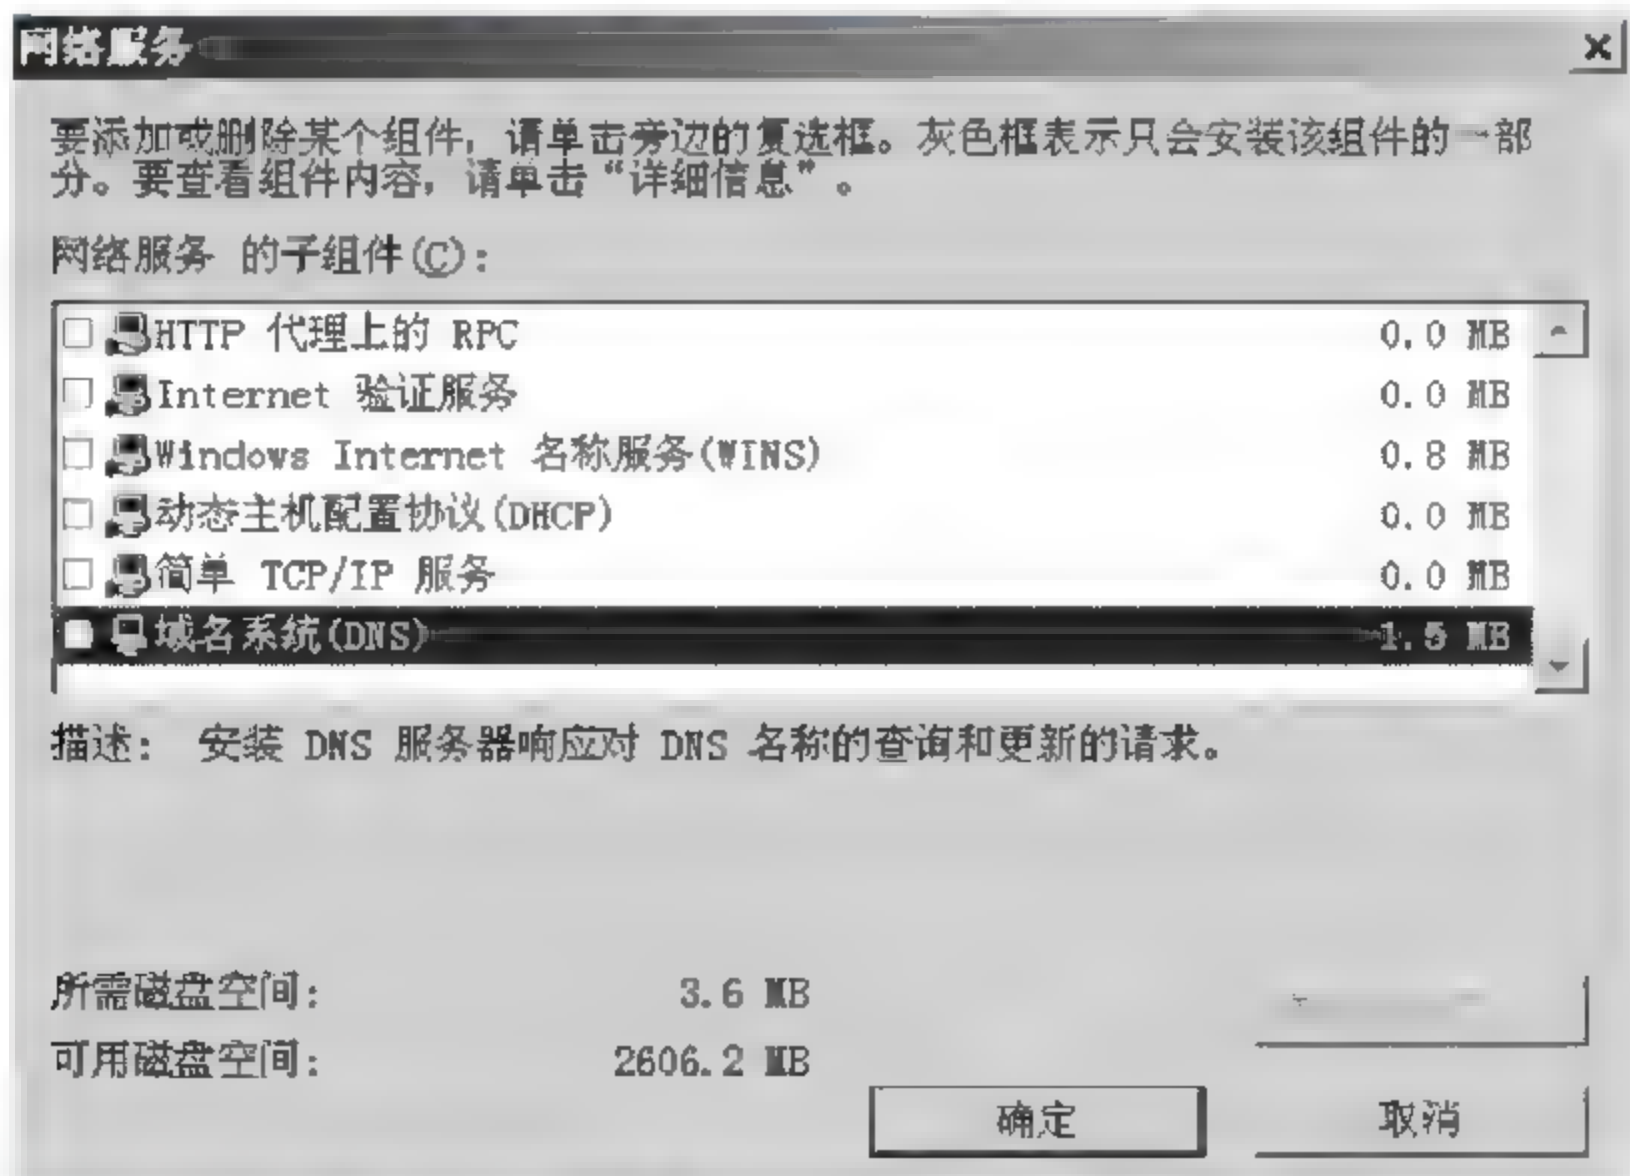 网络服务
要添加或删除某个组件，请单击旁边的复选框。灰色框表示只会安装该组件的一部
分。要查看组件内容，请单击“详细信息”。
网络服务 的子组件(C):
HTTP 代理上的 RPC 0.0 MB
Internet 验证服务 0.0 MB
Windows Internet 名称服务(WINS) 0.8 MB
动态主机配置协议(DHCP) 0.0 MB
简单 TCP/IP 服务 0.0 MB
域名系统(DNS) 1.5 MB
描述: 安装 DNS 服务器响应对 DNS 名称的查询和更新的请求。
所需磁盘空间: 3.6 MB
可用磁盘空间: 2606.2 MB
确定 取消